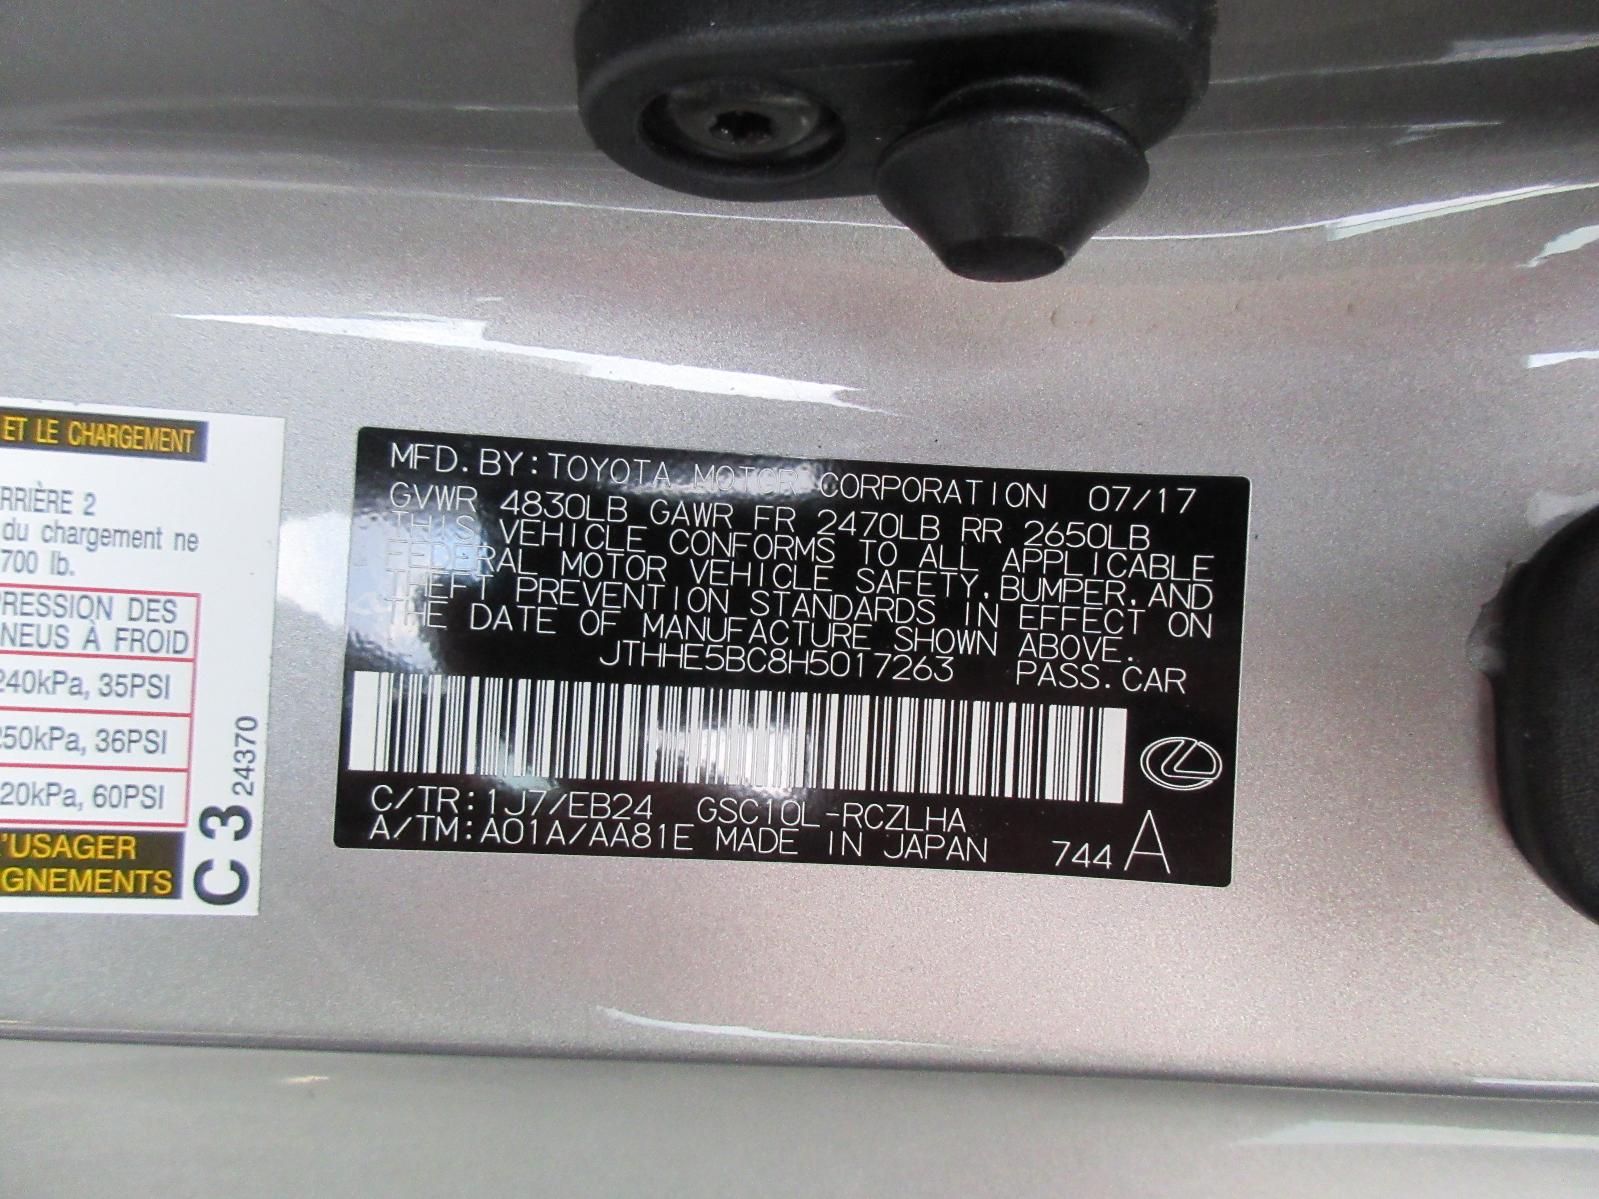 ET LE CHARGEMENT
RRIÈRE 2
du chargement ne
700 lb.
PRESSION DES
NEUS À FROID
240kPa, 35PSI
250kPa, 36PSI
20kPa, 60PSI
'USAGER
GNEMENTS
C3
24370
MFD. BY: TOYOTA MOTOR CORPORATION 07/17
GVWR 4830LB GAWR FR 2470LB RR 2650LB
THIS VEHICLE CONFORMS TO ALL APPLICABLE
FEDERAL MOTOR VEHICLE SAFETY, BUMPER, AND
THEFT PREVENTION STANDARDS IN EFFECT ON
THE DATE OF MANUFACTURE SHOWN ABOVE.
JTHHE5BC8H5017263 PASS. CAR
C/TR: 1J7/EB24 GSC10L-RCZLHA
A/TM: A01A/AA81E MADE IN JAPAN 744 A